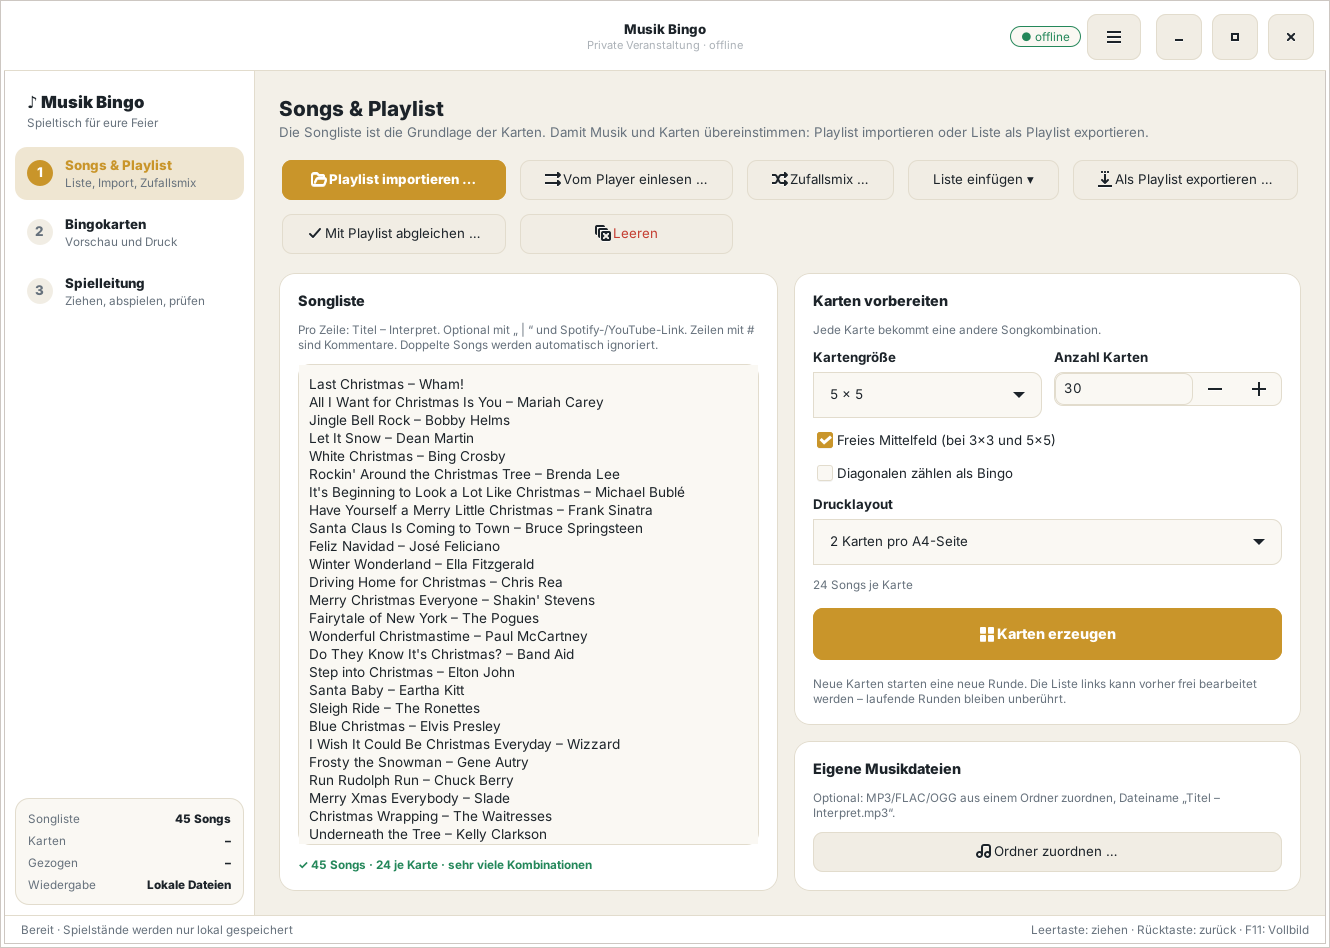 Musik Bingo
Private Veranstaltung · offline
offline
♪ Musik Bingo
Spieltisch für eure Feier
1
Songs & Playlist
Liste, Import, Zufallsmix
2
Bingokarten
Vorschau und Druck
3
Spielleitung
Ziehen, abspielen, prüfen
Songliste 45 Songs
Karten –
Gezogen –
Wiedergabe Lokale Dateien
Songs & Playlist
Die Songliste ist die Grundlage der Karten. Damit Musik und Karten übereinstimmen: Playlist importieren oder Liste als Playlist exportieren.
Playlist importieren ...
Vom Player einlesen ...
Zufallsmix ...
Liste einfügen ▾
Als Playlist exportieren ...
Mit Playlist abgleichen ...
Leeren
Songliste
Pro Zeile: Titel – Interpret. Optional mit „ | “ und Spotify-/YouTube-Link. Zeilen mit #
sind Kommentare. Doppelte Songs werden automatisch ignoriert.
Last Christmas – Wham!
All I Want for Christmas Is You – Mariah Carey
Jingle Bell Rock – Bobby Helms
Let It Snow – Dean Martin
White Christmas – Bing Crosby
Rockin' Around the Christmas Tree – Brenda Lee
It's Beginning to Look a Lot Like Christmas – Michael Bublé
Have Yourself a Merry Little Christmas – Frank Sinatra
Santa Claus Is Coming to Town – Bruce Springsteen
Feliz Navidad – José Feliciano
Winter Wonderland – Ella Fitzgerald
Driving Home for Christmas – Chris Rea
Merry Christmas Everyone – Shakin' Stevens
Fairytale of New York – The Pogues
Wonderful Christmastime – Paul McCartney
Do They Know It's Christmas? – Band Aid
Step into Christmas – Elton John
Santa Baby – Eartha Kitt
Sleigh Ride – The Ronettes
Blue Christmas – Elvis Presley
I Wish It Could Be Christmas Everyday – Wizzard
Frosty the Snowman – Gene Autry
Run Rudolph Run – Chuck Berry
Merry Xmas Everybody – Slade
Christmas Wrapping – The Waitresses
Underneath the Tree – Kelly Clarkson
✓ 45 Songs · 24 je Karte · sehr viele Kombinationen
Karten vorbereiten
Jede Karte bekommt eine andere Songkombination.
Kartengröße
5 × 5
Anzahl Karten
30
Freies Mittelfeld (bei 3×3 und 5×5)
Diagonalen zählen als Bingo
Drucklayout
2 Karten pro A4-Seite
24 Songs je Karte
Karten erzeugen
Neue Karten starten eine neue Runde. Die Liste links kann vorher frei bearbeitet
werden – laufende Runden bleiben unberührt.
Eigene Musikdateien
Optional: MP3/FLAC/OGG aus einem Ordner zuordnen, Dateiname „Titel –
Interpret.mp3“.
Ordner zuordnen ...
Bereit · Spielstände werden nur lokal gespeichert
Leertaste: ziehen · Rücktaste: zurück · F11: Vollbild